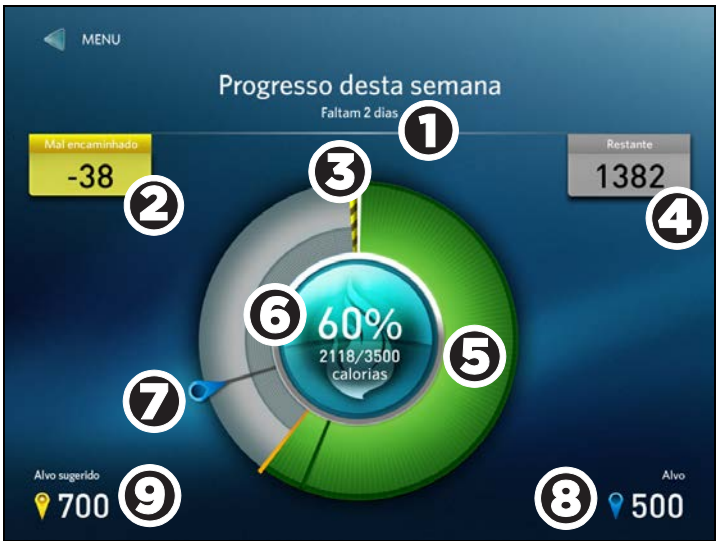 MENU
Progresso desta semana
Faltam 2 dias
1
Mal encaminhado
-38
2
3
Restante
1382
4
6
60%
2118/3500
calorias
5
7
Alvo sugerido
700
9
8
Alvo
500